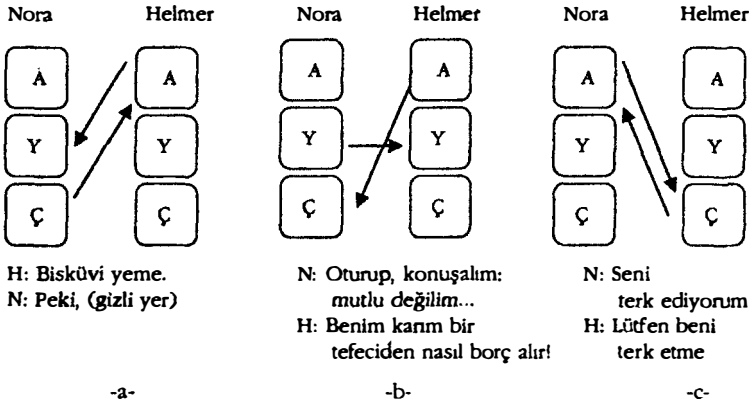 Nora Helmer Nora Helmer Nora Helmer
A A A A A A
Y Y Y Y Y Y
Ç Ç Ç Ç Ç Ç
H: Bisküvi yeme.
N: Peki, (gizli yer)
-a-
N: Oturup, konuşalım:
mutlu değilim...
H: Benim karım bir
tefeciden nasıl borç alır!
-b-
N: Seni
terk ediyorum
H: Lütfen beni
terk etme
-c-